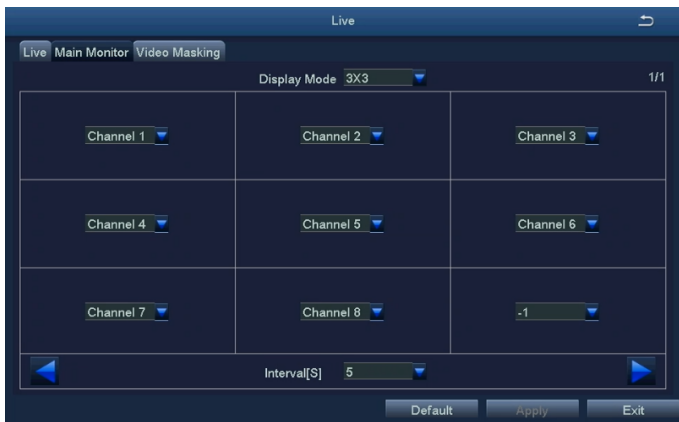 Live
Live Main Monitor Video Masking
Display Mode 3X3 1/1
Channel 1 Channel 2 Channel 3
Channel 4 Channel 5 Channel 6
Channel 7 Channel 8 -1
Interval[S] 5
Default Apply Exit